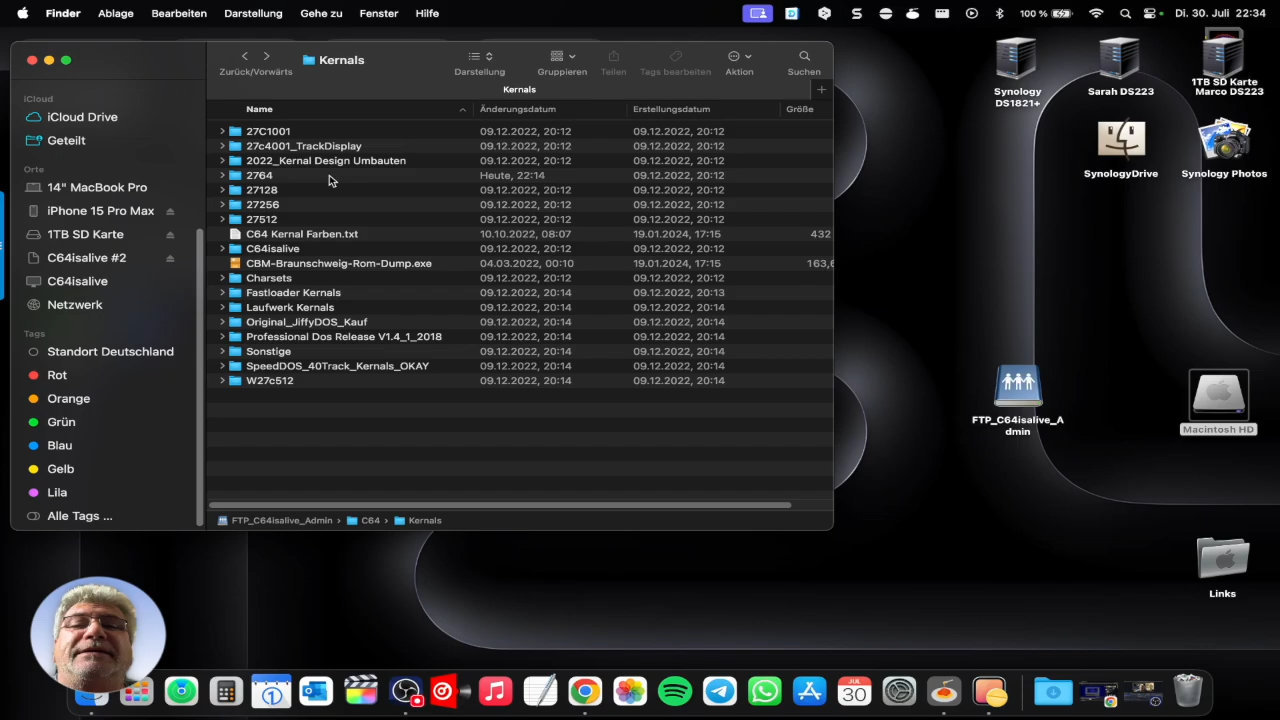 Finder Ablage Bearbeiten Darstellung Gehe zu Fenster Hilfe
100 % Di. 30. Juli 22:34
Kernals
Zurück/Vorwärts Darstellung Gruppieren Teilen Tags bearbeiten Aktion Suchen
Kernals
Name Änderungsdatum Erstellungsdatum Größe
27C1001 09.12.2022, 20:12 09.12.2022, 20:12
27c4001_TrackDisplay 09.12.2022, 20:12 09.12.2022, 20:12
2022_Kernal Design Umbauten 09.12.2022, 20:12 09.12.2022, 20:12
2764 Heute, 22:14 09.12.2022, 20:12
27128 09.12.2022, 20:12 09.12.2022, 20:12
27256 09.12.2022, 20:12 09.12.2022, 20:12
27512 09.12.2022, 20:12 09.12.2022, 20:12
C64 Kernal Farben.txt 10.10.2022, 08:07 19.01.2024, 17:15 432
C64isalive 09.12.2022, 20:12 09.12.2022, 20:12
CBM-Braunschweig-Rom-Dump.exe 04.03.2022, 00:10 19.01.2024, 17:15 163,6
Charsets 09.12.2022, 20:12 09.12.2022, 20:12
Fastloader Kernals 09.12.2022, 20:14 09.12.2022, 20:13
Laufwerk Kernals 09.12.2022, 20:14 09.12.2022, 20:14
Original_JiffyDOS_Kauf 09.12.2022, 20:14 09.12.2022, 20:14
Professional Dos Release V1.4_1_2018 09.12.2022, 20:14 09.12.2022, 20:14
Sonstige 09.12.2022, 20:14 09.12.2022, 20:14
SpeedDOS_40Track_Kernals_OKAY 09.12.2022, 20:14 09.12.2022, 20:14
W27c512 09.12.2022, 20:14 09.12.2022, 20:14
FTP_C64isalive_Admin › C64 › Kernals
iCloud
iCloud Drive
Geteilt
Orte
14" MacBook Pro
iPhone 15 Pro Max
1TB SD Karte
C64isalive #2
C64isalive
Netzwerk
Tags
Standort Deutschland
Rot
Orange
Grün
Blau
Gelb
Lila
Alle Tags ...
Synology
DS1821+
Sarah DS223
1TB SD Karte
Marco DS223
SynologyDrive
Synology Photos
FTP_C64isalive_A
dmin
Macintosh HD
Links
JUL
30